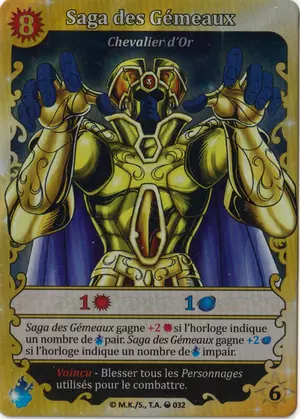 8
Saga des Gémeaux
Chevalier d'Or
1 1
Saga des Gémeaux gagne +2 si l'horloge indique
un nombre de pair. Saga des Gémeaux gagne
+2 si l'horloge indique un nombre de impair.
Vaincu - Blesser tous les Personnages
utilisés pour le combattre.
6
© M.K./S., T.A. 032